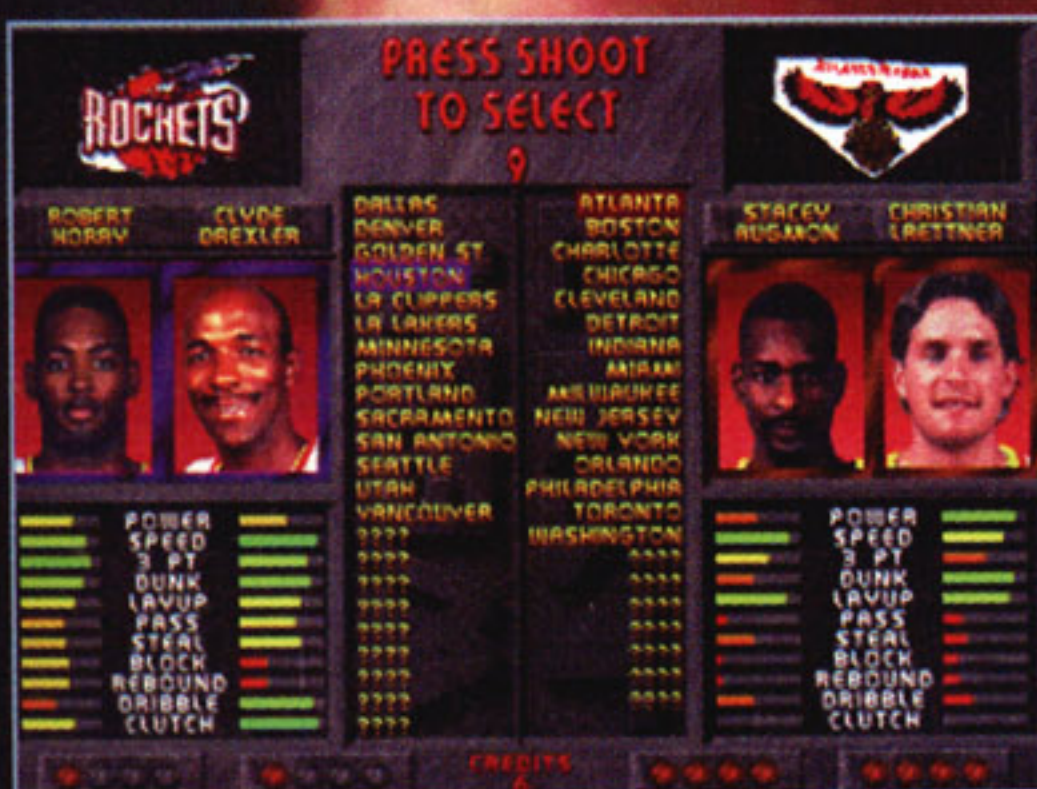 PRESS SHOOT
TO SELECT
9
ROCKETS
ATLANTA HAWKS
ROBERT
HORRY
CLYDE
DREXLER
STACEY
AUGMON
CHRISTIAN
LAETTNER
DALLAS
DENVER
GOLDEN ST
HOUSTON
LA CLIPPERS
LA LAKERS
MINNESOTA
PHOENIX
PORTLAND
SACRAMENTO
SAN ANTONIO
SEATTLE
UTAH
VANCOUVER
????
????
????
????
????
????
????
????
????
ATLANTA
BOSTON
CHARLOTTE
CHICAGO
CLEVELAND
DETROIT
INDIANA
MIAMI
MILWAUKEE
NEW JERSEY
NEW YORK
ORLANDO
PHILADELPHIA
TORONTO
WASHINGTON
????
????
????
????
????
????
????
POWER
SPEED
3 PT
DUNK
LAYUP
PASS
STEAL
BLOCK
REBOUND
DRIBBLE
CLUTCH
POWER
SPEED
3 PT
DUNK
LAYUP
PASS
STEAL
BLOCK
REBOUND
DRIBBLE
CLUTCH
CREDITS
6